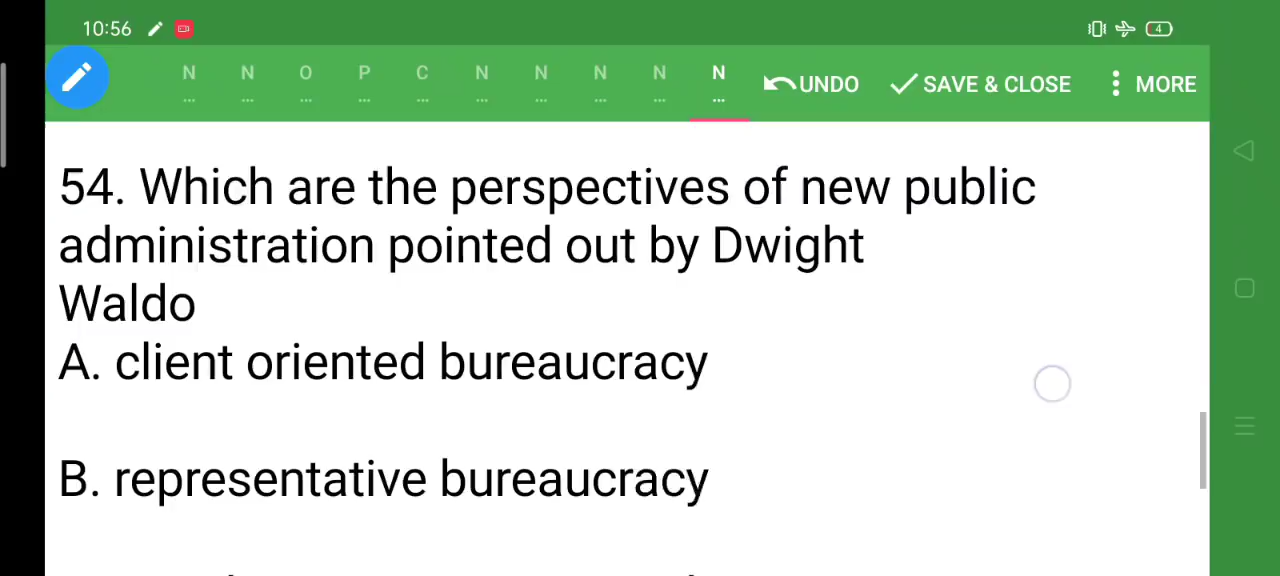 10:56
4
N N O P C N N N N N
... ... ... ... ... ... ... ... ... ...
UNDO SAVE & CLOSE MORE
54. Which are the perspectives of new public
administration pointed out by Dwight
Waldo
A. client oriented bureaucracy
B. representative bureaucracy